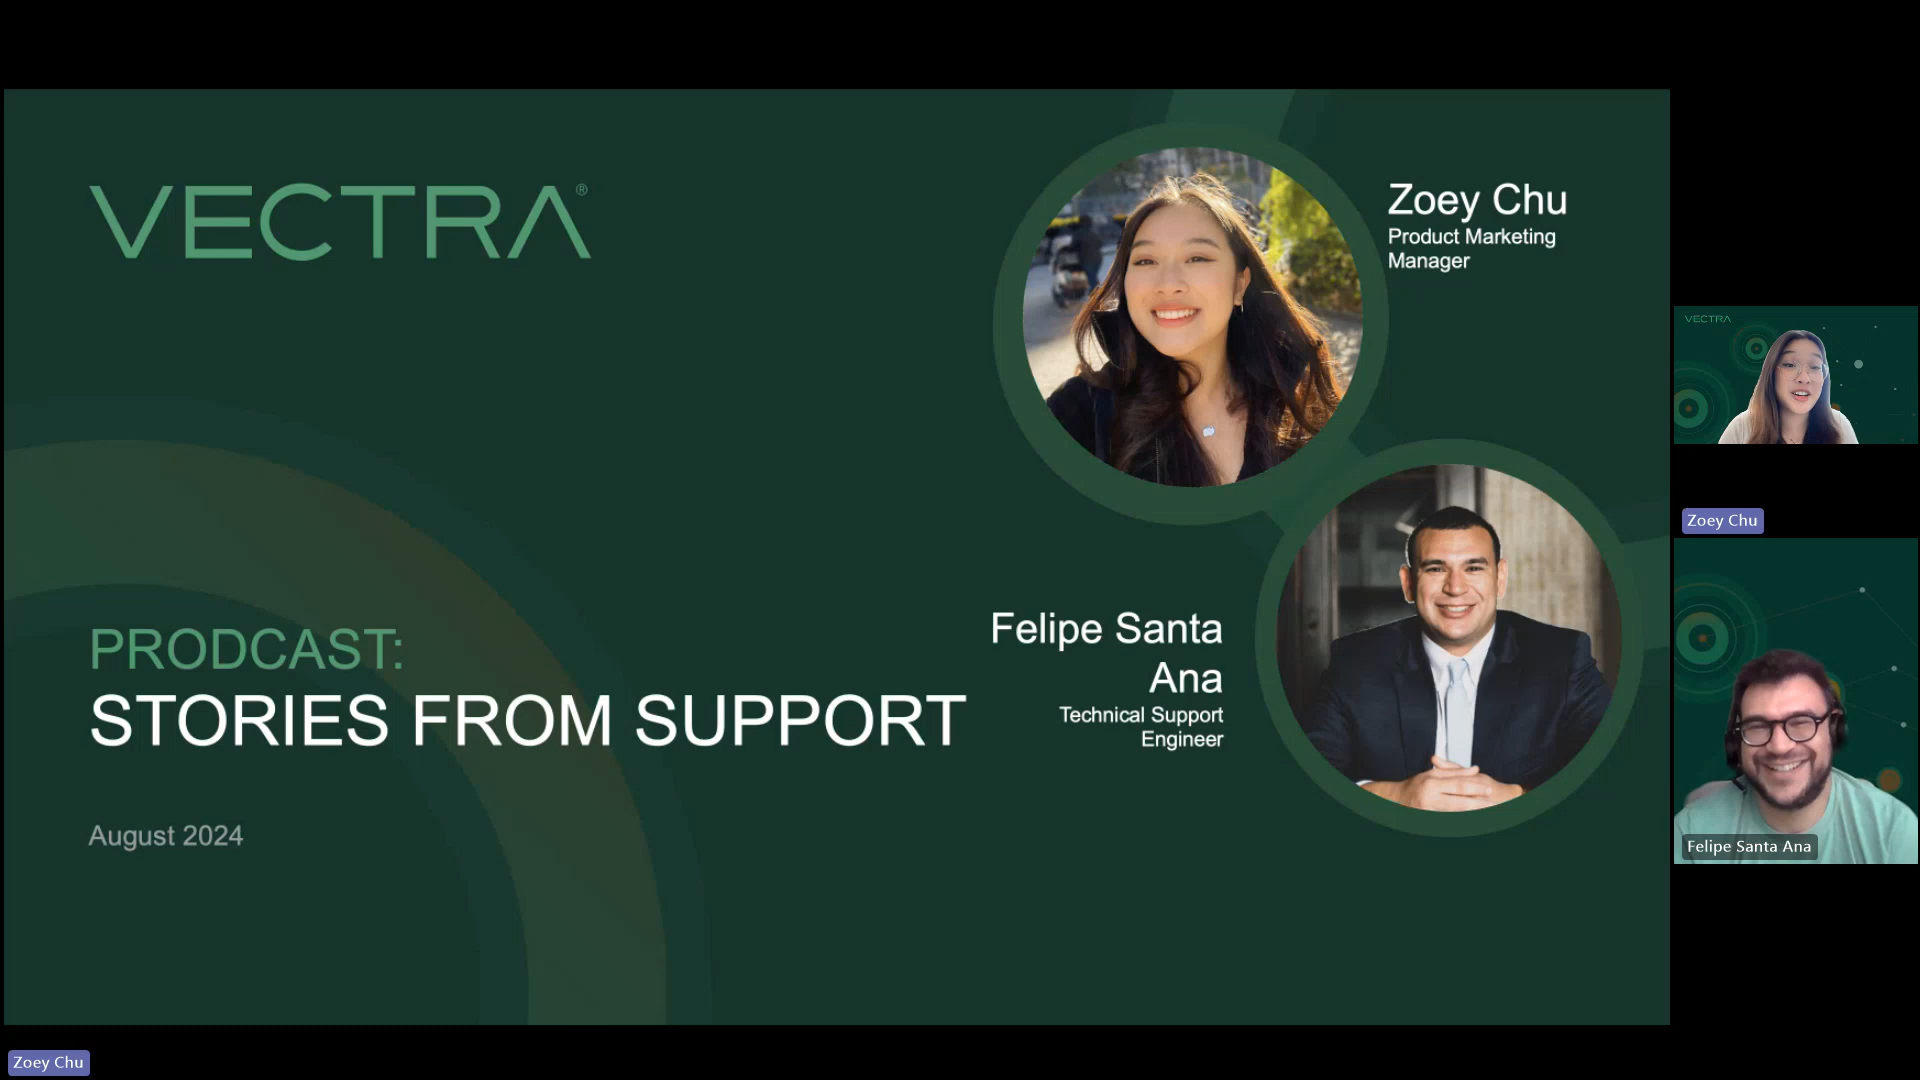 VECTRA®
PRODCAST:
STORIES FROM SUPPORT
August 2024
Zoey Chu
Product Marketing
Manager
Felipe Santa
Ana
Technical Support
Engineer
VECTRA
Zoey Chu
Felipe Santa Ana
Zoey Chu